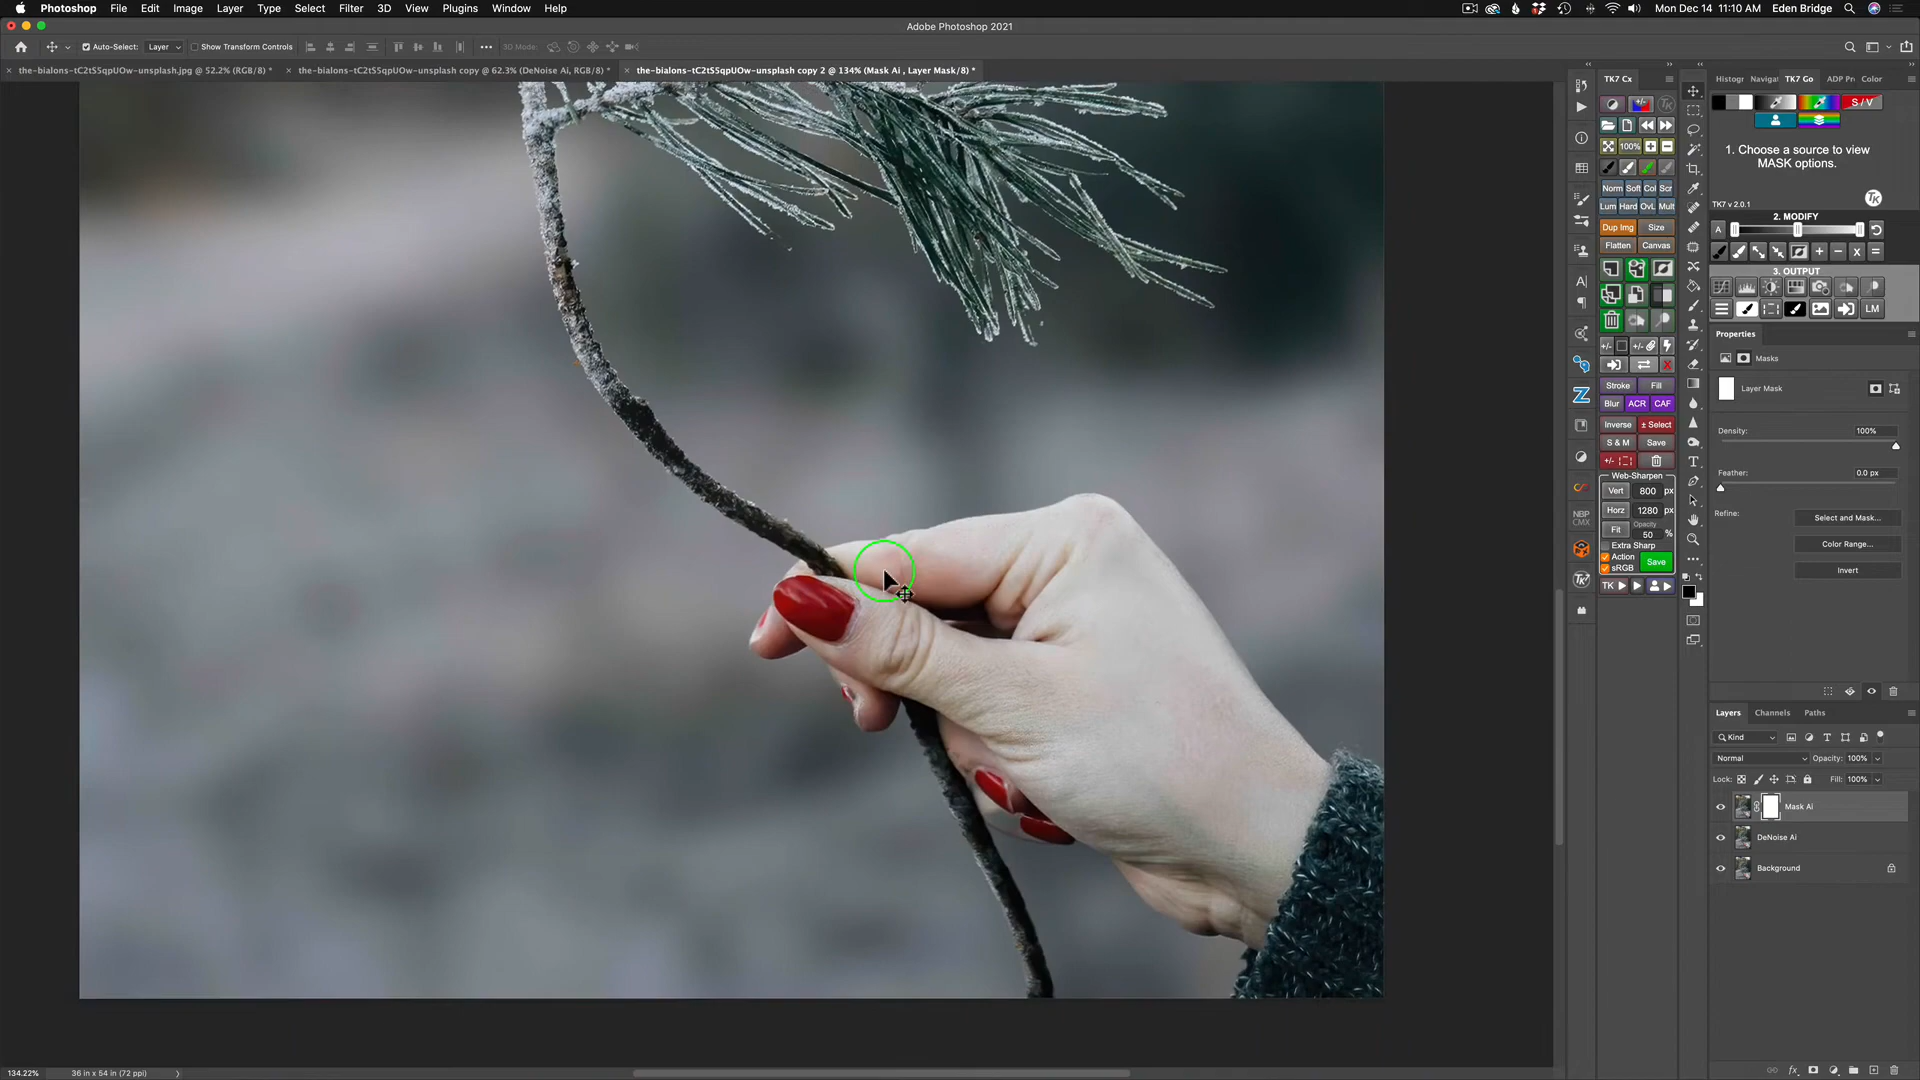 Photoshop File Edit Image Layer Type Select Filter 3D View Plugins Window Help
Mon Dec 14 11:10 AM Eden Bridge
Adobe Photoshop 2021
Auto-Select: Layer Show Transform Controls 3D Mode:
the-bialons-tC2tS5qpUOw-unsplash.jpg @ 52.2% (RGB/8) *
the-bialons-tC2tS5qpUOw-unsplash copy @ 62.3% (DeNoise Ai, RGB/8) *
the-bialons-tC2tS5qpUOw-unsplash copy 2 @ 134% (Mask Ai , Layer Mask/8) *
TK7 Cx
100%
Norm Soft Col Scr
Lum Hard OvL Mult
Dup Img Size
Flatten Canvas
+/- +/-
Stroke Fill
Blur ACR CAF
Inverse ± Select
S & M Save
+/-
Web-Sharpen
Vert 800 px
Horz 1280 px
Fit Opacity 50 %
Extra Sharp
Action
sRGB
Save
TK
NBP
CMX
Histogr Navigat TK7 Go ADP Pr Color
S / V
1. Choose a source to view
MASK options.
TK7 v 2.0.1
2. MODIFY
A
+ − x =
3. OUTPUT
LM
Properties
Masks
Layer Mask
Density: 100%
Feather: 0.0 px
Refine: Select and Mask...
Color Range...
Invert
Layers Channels Paths
Kind
Normal Opacity: 100%
Lock: Fill: 100%
Mask Ai
DeNoise Ai
Background
fx
134.22% 36 in x 54 in (72 ppi)